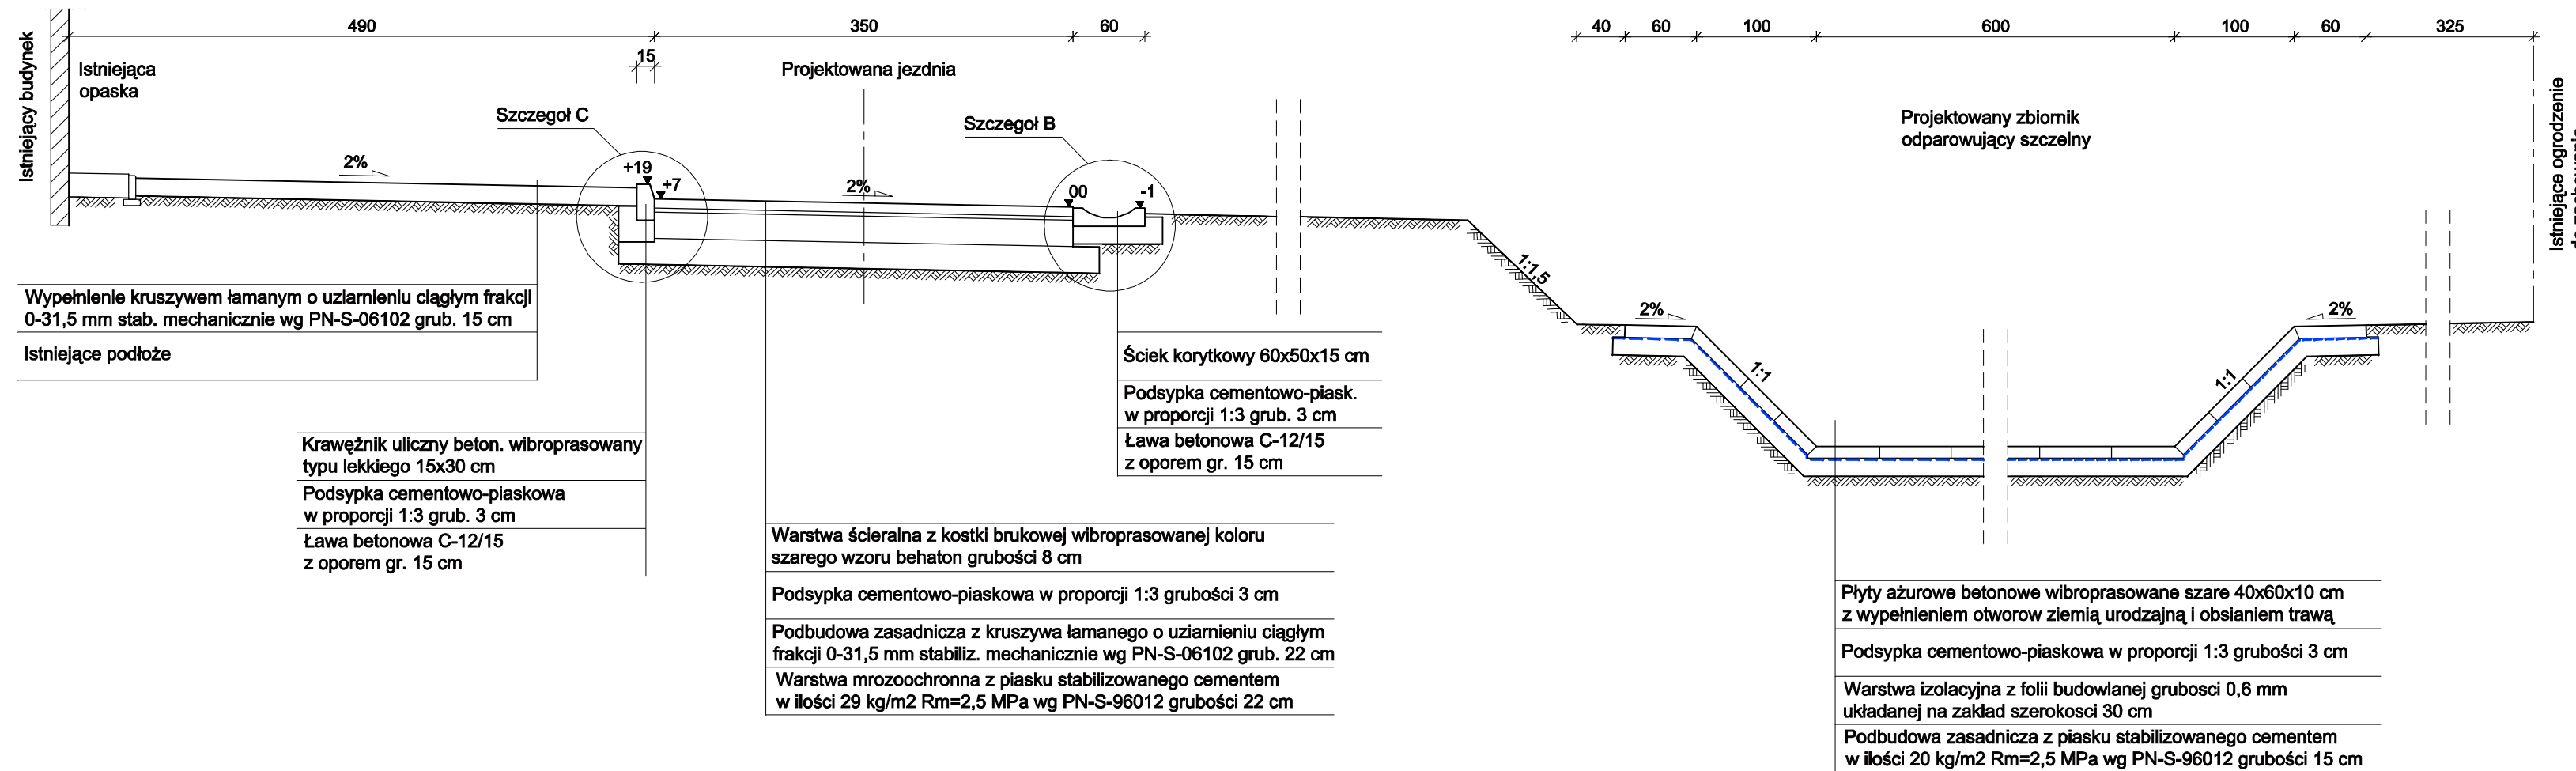 490
350
60
40
60
100
600
100
60
325
15
Istniejący budynek
Istniejąca
opaska
Projektowana jezdnia
Szczegoł C
Szczegoł B
Projektowany zbiornik
odparowujący szczelny
Istniejące ogrodzenie
2%
+19
+7
2%
00
-1
1:1,5
2%
2%
1:1
1:1
Wypełnienie kruszywem łamanym o uziarnieniu ciągłym frakcji
0-31,5 mm stab. mechanicznie wg PN-S-06102 grub. 15 cm
Istniejące podłoże
Krawężnik uliczny beton. wibroprasowany
typu lekkiego 15x30 cm
Podsypka cementowo-piaskowa
w proporcji 1:3 grub. 3 cm
Ława betonowa C-12/15
z oporem gr. 15 cm
Ściek korytkowy 60x50x15 cm
Podsypka cementowo-piask.
w proporcji 1:3 grub. 3 cm
Ława betonowa C-12/15
z oporem gr. 15 cm
Warstwa ścieralna z kostki brukowej wibroprasowanej koloru
szarego wzoru behaton grubości 8 cm
Podsypka cementowo-piaskowa w proporcji 1:3 grubości 3 cm
Podbudowa zasadnicza z kruszywa łamanego o uziarnieniu ciągłym
frakcji 0-31,5 mm stabiliz. mechanicznie wg PN-S-06102 grub. 22 cm
Warstwa mrozoochronna z piasku stabilizowanego cementem
w ilości 29 kg/m2 Rm=2,5 MPa wg PN-S-96012 grubości 22 cm
Płyty ażurowe betonowe wibroprasowane szare 40x60x10 cm
z wypełnieniem otworow ziemią urodzajną i obsianiem trawą
Podsypka cementowo-piaskowa w proporcji 1:3 grubości 3 cm
Warstwa izolacyjna z folii budowlanej grubosci 0,6 mm
układanej na zakład szerokosci 30 cm
Podbudowa zasadnicza z piasku stabilizowanego cementem
w ilości 20 kg/m2 Rm=2,5 MPa wg PN-S-96012 grubości 15 cm